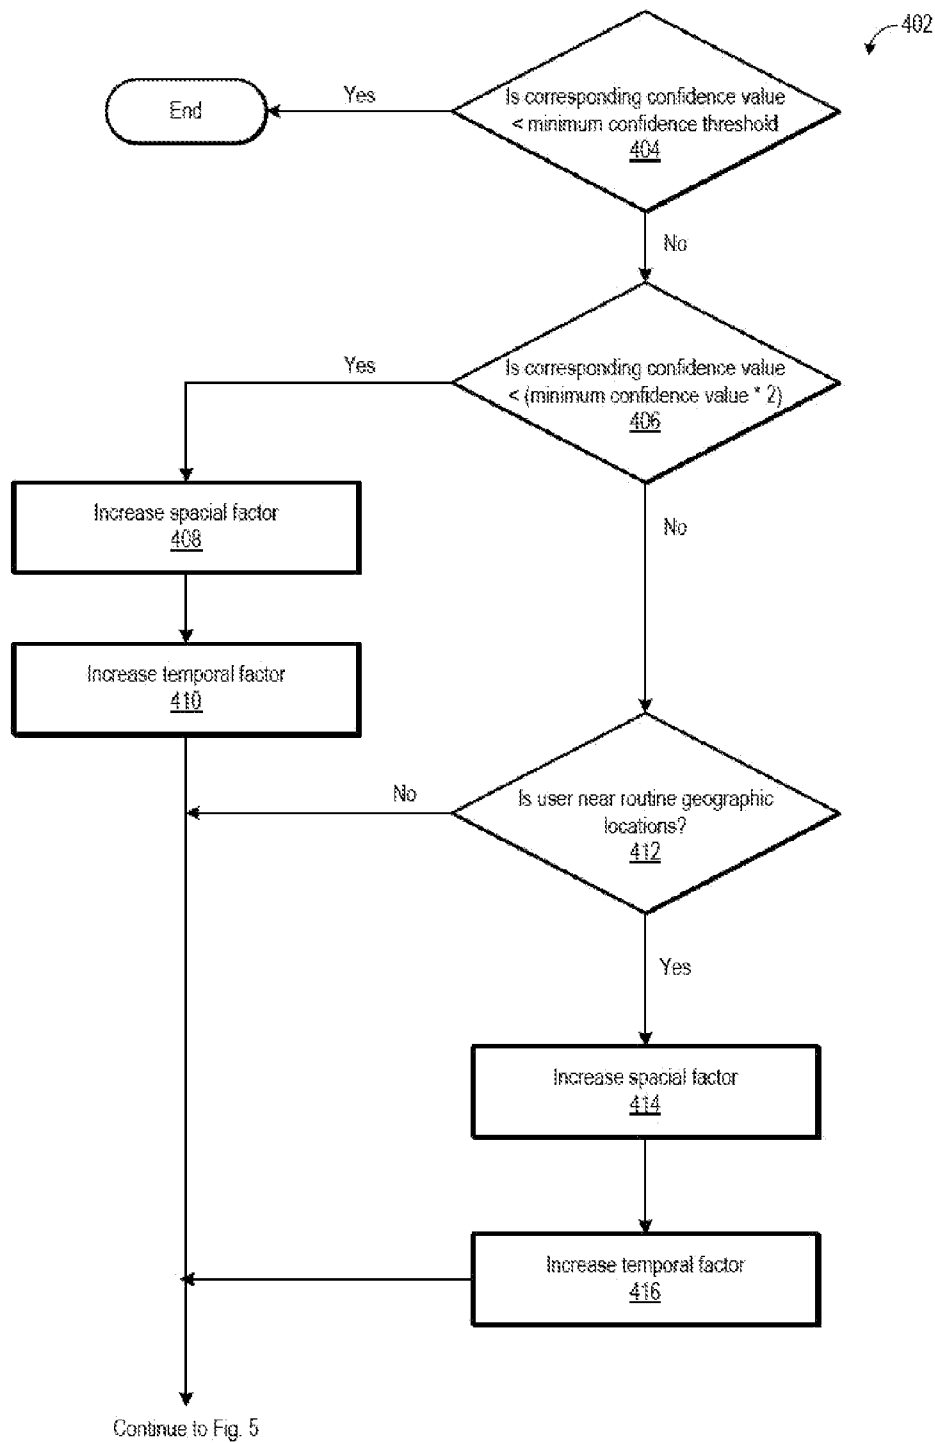 402
Is corresponding confidence value
< minimum confidence threshold
404
Yes
End
No
Is corresponding confidence value
< (minimum confidence value * 2)
406
Yes
Increase spacial factor
408
No
Increase temporal factor
410
Is user near routine geographic
locations?
412
No
Yes
Increase spacial factor
414
Increase temporal factor
416
Continue to Fig. 5